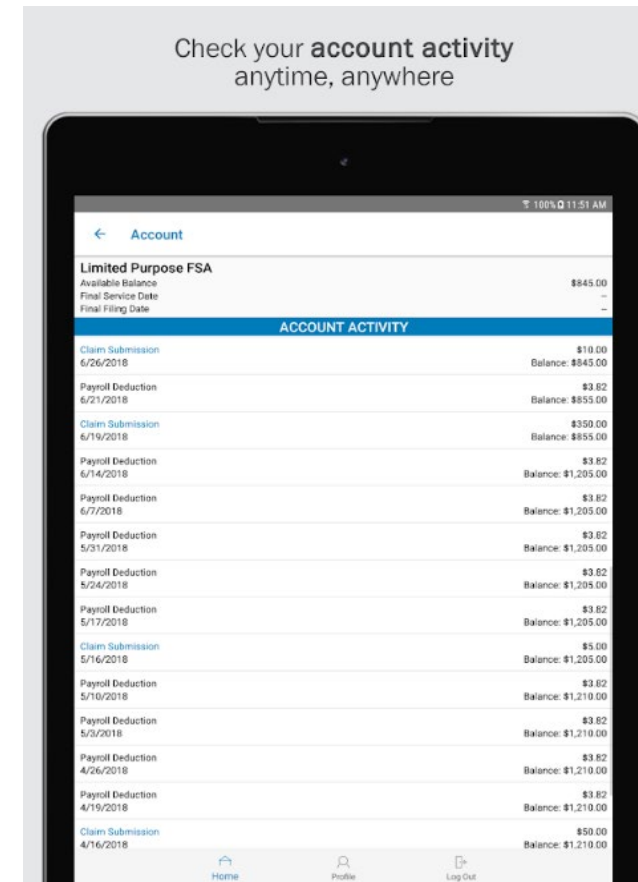 Check your account activity
anytime, anywhere
100% 11:51 AM
Account
Limited Purpose FSA
Available Balance $845.00
Final Service Date –
Final Filing Date –
ACCOUNT ACTIVITY
Claim Submission $10.00
6/26/2018 Balance: $845.00
Payroll Deduction $3.82
6/21/2018 Balance: $855.00
Claim Submission $350.00
6/19/2018 Balance: $855.00
Payroll Deduction $3.82
6/14/2018 Balance: $1,205.00
Payroll Deduction $3.82
6/7/2018 Balance: $1,205.00
Payroll Deduction $3.82
5/31/2018 Balance: $1,205.00
Payroll Deduction $3.82
5/24/2018 Balance: $1,205.00
Payroll Deduction $3.82
5/17/2018 Balance: $1,205.00
Claim Submission $5.00
5/16/2018 Balance: $1,205.00
Payroll Deduction $3.82
5/10/2018 Balance: $1,210.00
Payroll Deduction $3.82
5/3/2018 Balance: $1,210.00
Payroll Deduction $3.82
4/26/2018 Balance: $1,210.00
Payroll Deduction $3.82
4/19/2018 Balance: $1,210.00
Claim Submission $50.00
4/16/2018 Balance: $1,210.00
Home Profile Log Out